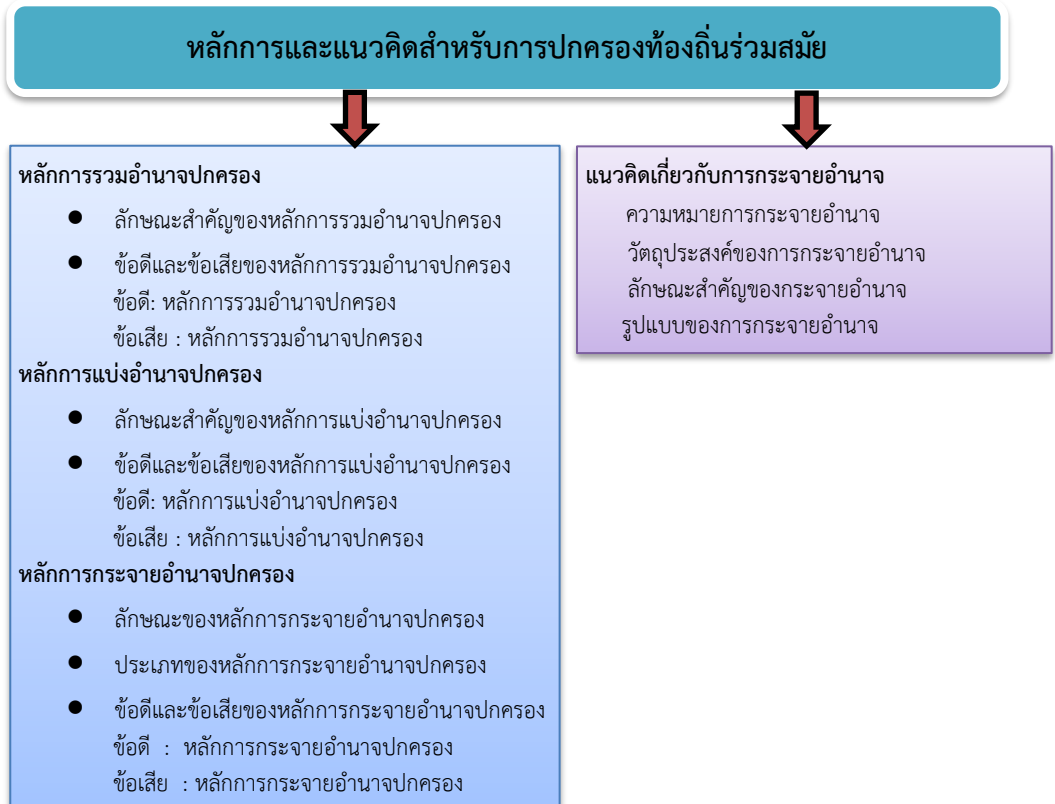 หลักการและแนวคิดสำหรับการปกครองท้องถิ่นร่วมสมัย
หลักการรวมอำนาจปกครอง
● ลักษณะสำคัญของหลักการรวมอำนาจปกครอง
● ข้อดีและข้อเสียของหลักการรวมอำนาจปกครอง
ข้อดี: หลักการรวมอำนาจปกครอง
ข้อเสีย : หลักการรวมอำนาจปกครอง
หลักการแบ่งอำนาจปกครอง
● ลักษณะสำคัญของหลักการแบ่งอำนาจปกครอง
● ข้อดีและข้อเสียของหลักการแบ่งอำนาจปกครอง
ข้อดี: หลักการแบ่งอำนาจปกครอง
ข้อเสีย : หลักการแบ่งอำนาจปกครอง
หลักการกระจายอำนาจปกครอง
● ลักษณะของหลักการกระจายอำนาจปกครอง
● ประเภทของหลักการกระจายอำนาจปกครอง
● ข้อดีและข้อเสียของหลักการกระจายอำนาจปกครอง
ข้อดี : หลักการกระจายอำนาจปกครอง
ข้อเสีย : หลักการกระจายอำนาจปกครอง
แนวคิดเกี่ยวกับการกระจายอำนาจ
ความหมายการกระจายอำนาจ
วัตถุประสงค์ของการกระจายอำนาจ
ลักษณะสำคัญของกระจายอำนาจ
รูปแบบของการกระจายอำนาจ